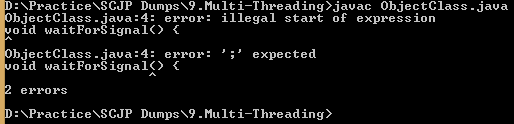 D:\Practice\SCJP Dumps\9.Multi-Threading>javac ObjectClass.java
ObjectClass.java:4: error: illegal start of expression
void waitForSignal() {
^
ObjectClass.java:4: error: ';' expected
void waitForSignal() {
^
2 errors
D:\Practice\SCJP Dumps\9.Multi-Threading>